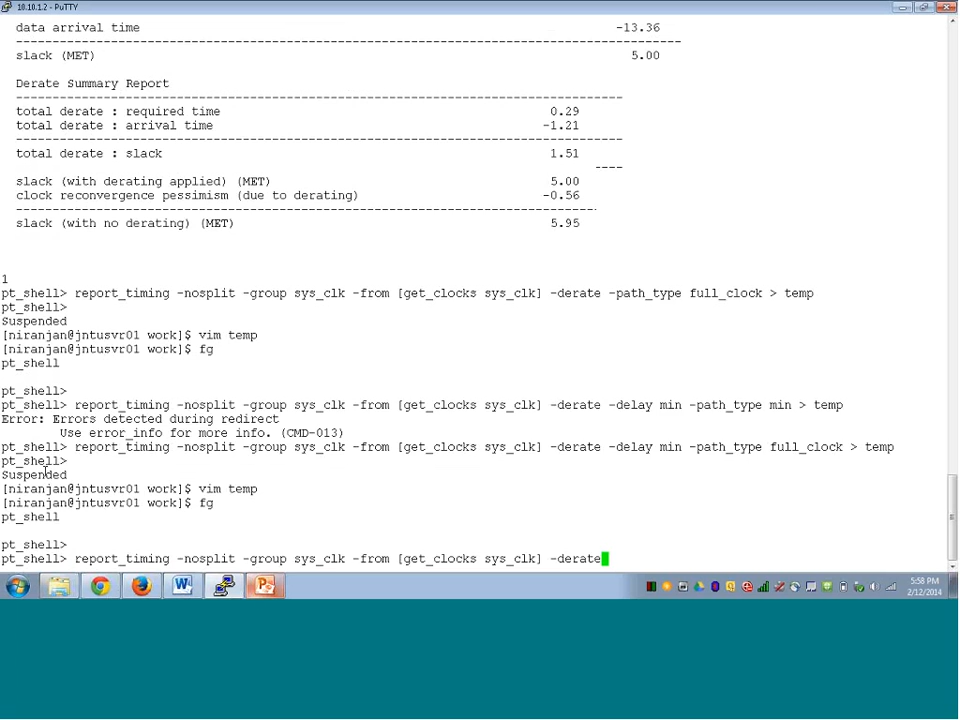 10.10.1.2 - PuTTY
data arrival time -13.36
--------------------------------------------------------------------------------
slack (MET) 5.00
Derate Summary Report
--------------------------------------------------------------------------------
total derate : required time 0.29
total derate : arrival time -1.21
--------------------------------------------------------------------------------
total derate : slack 1.51
----
slack (with derating applied) (MET) 5.00
clock reconvergence pessimism (due to derating) -0.56
--------------------------------------------------------------------------------
slack (with no derating) (MET) 5.95
1
pt_shell> report_timing -nosplit -group sys_clk -from [get_clocks sys_clk] -derate -path_type full_clock > temp
pt_shell>
Suspended
[niranjan@jntusvr01 work]$ vim temp
[niranjan@jntusvr01 work]$ fg
pt_shell
pt_shell>
pt_shell> report_timing -nosplit -group sys_clk -from [get_clocks sys_clk] -derate -delay min -path_type min > temp
Error: Errors detected during redirect
Use error_info for more info. (CMD-013)
pt_shell> report_timing -nosplit -group sys_clk -from [get_clocks sys_clk] -derate -delay min -path_type full_clock > temp
pt_shell>
Suspended
[niranjan@jntusvr01 work]$ vim temp
[niranjan@jntusvr01 work]$ fg
pt_shell
pt_shell>
pt_shell> report_timing -nosplit -group sys_clk -from [get_clocks sys_clk] -derate
5:58 PM
2/12/2014